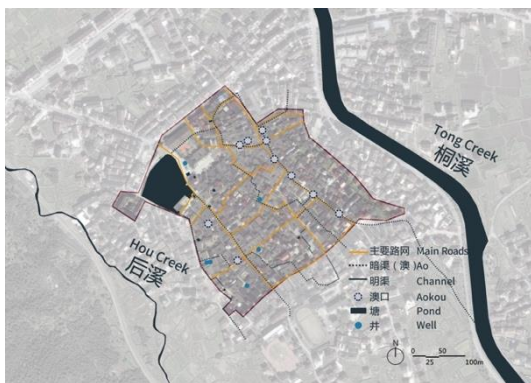 Tong Creek
桐溪
Hou Creek
后溪
主要路网 Main Roads
暗渠（澳）Ao
明渠 Channel
澳口 Aokou
塘 Pond
井 Well
N
0 50
25 100m